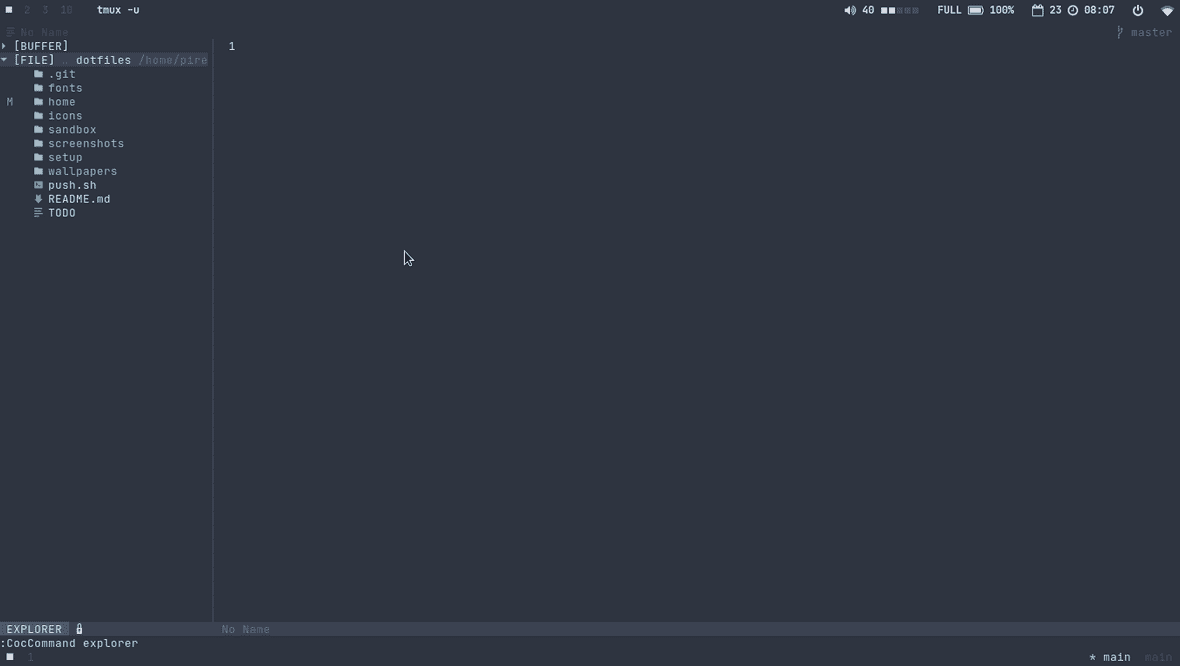 2 3 10 tmux -u 40 FULL 100% 23 08:07
No Name master
[BUFFER]
1
[FILE] .. dotfiles /home/pire
.git
fonts
M home
icons
sandbox
screenshots
setup
wallpapers
push.sh
README.md
TODO
EXPLORER No Name
:CocCommand explorer
1 * main main